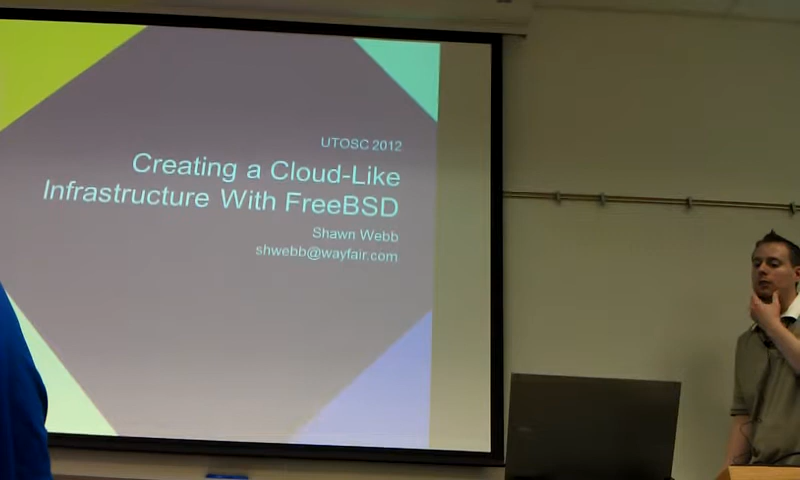 UTOSC 2012
Creating a Cloud-Like
Infrastructure With FreeBSD
Shawn Webb
shwebb@wayfair.com